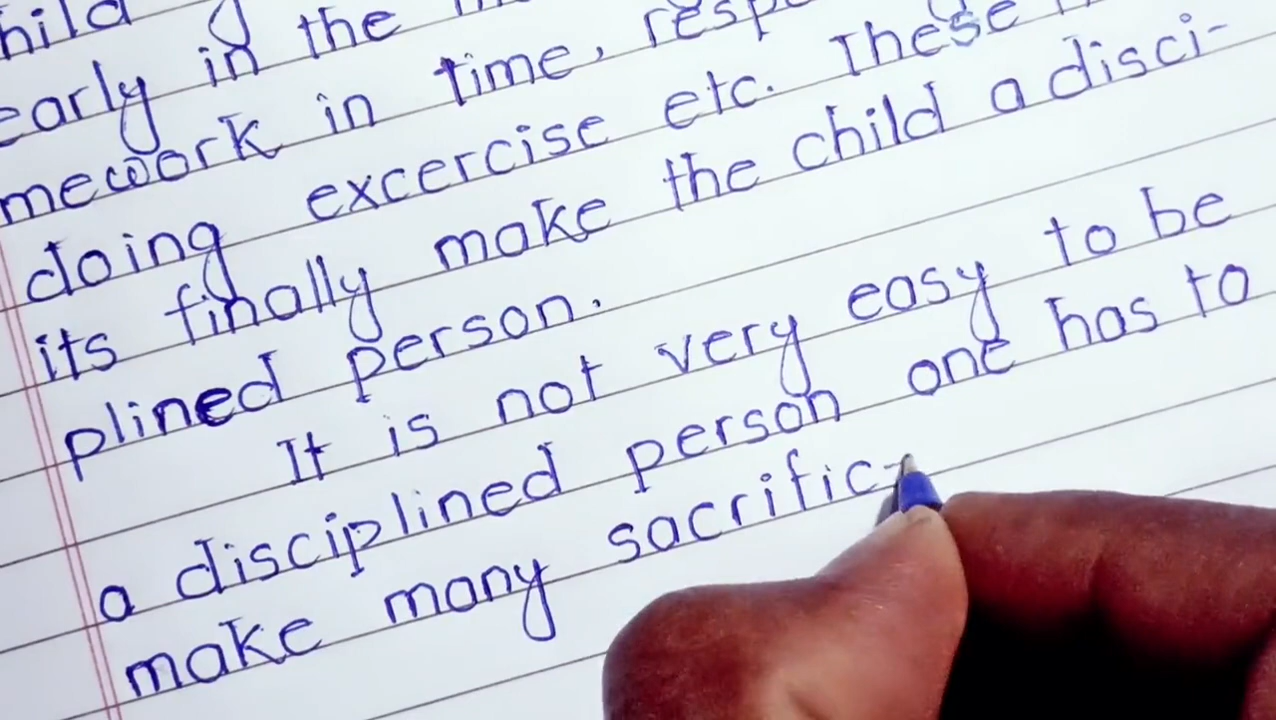 early in the
mework in time,
doing excercise etc. These
its finally make the child a disci-
plined person.
It is not very easy to be
a disciplined person one has to
make many sacrific